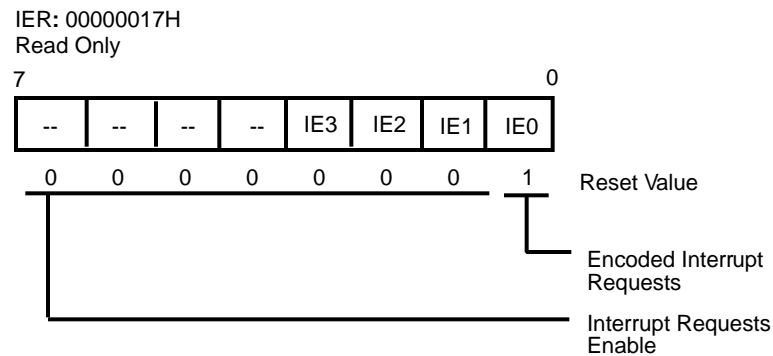 IER: 00000017H
Read Only
7 0
-- -- -- -- IE3 IE2 IE1 IE0
0 0 0 0 0 0 0 1 Reset Value
Encoded Interrupt
Requests
Interrupt Requests
Enable